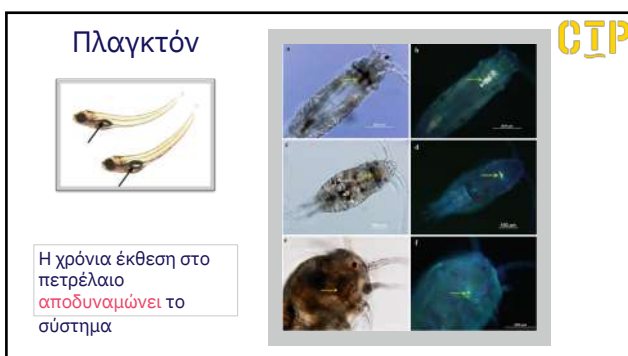 Πλαγκτόν
CTP
a
b
c
d
e
f
Η χρόνια έκθεση στο
πετρέλαιο
αποδυναμώνει το
σύστημα